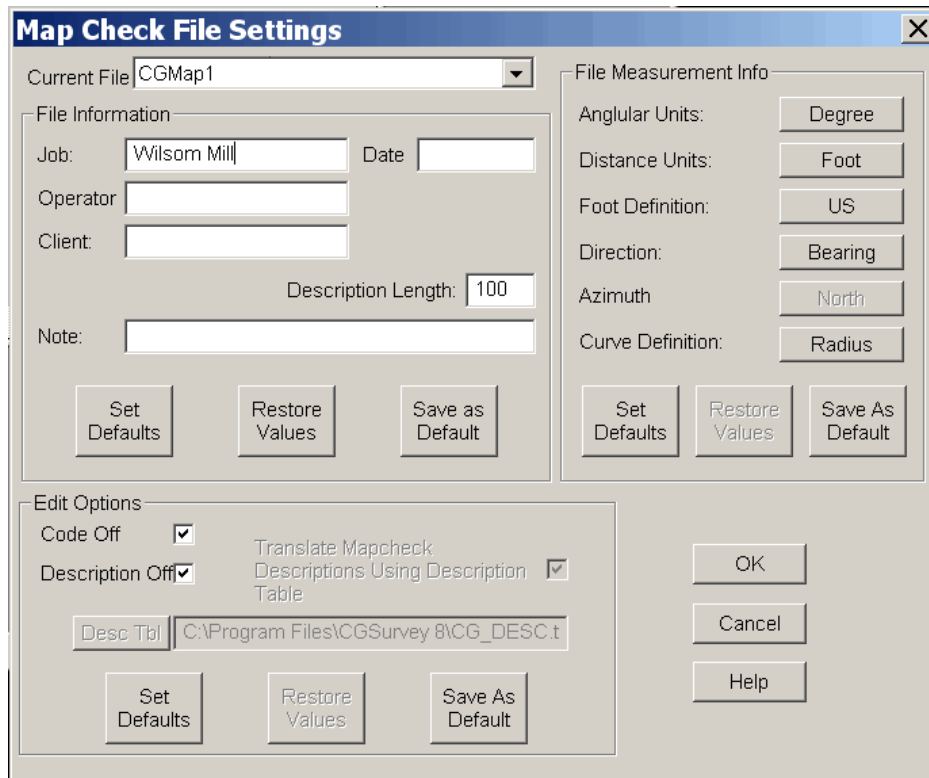 Map Check File Settings
Current File CGMap1
File Information
Job: Wilsom Mill Date
Operator
Client:
Description Length: 100
Note:
Set Defaults
Restore Values
Save as Default
File Measurement Info
Anglular Units: Degree
Distance Units: Foot
Foot Definition: US
Direction: Bearing
Azimuth North
Curve Definition: Radius
Set Defaults
Restore Values
Save As Default
Edit Options
Code Off
Description Off
Translate Mapcheck
Descriptions Using Description
Table
Desc Tbl C:\Program Files\CGSurvey 8\CG_DESC.t
Set Defaults
Restore Values
Save As Default
OK
Cancel
Help